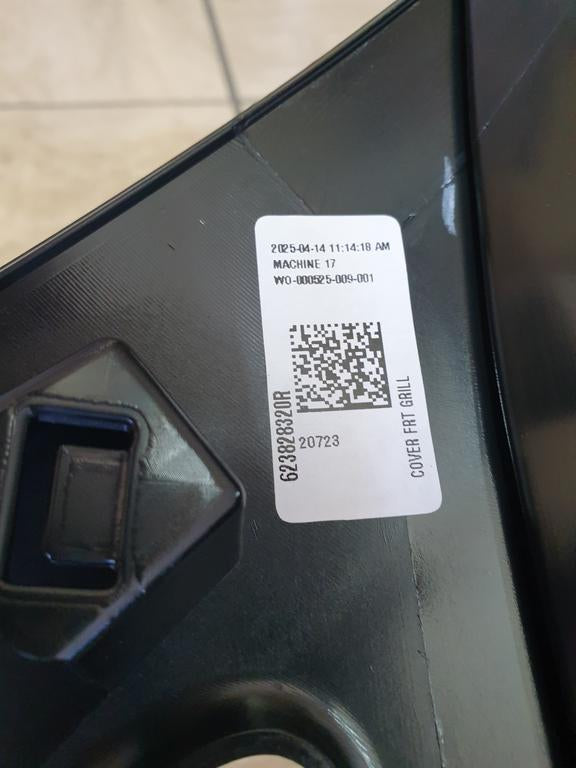 2025-04-14 11:14:18 AM
MACHINE 17
WO-000525-009-001
623828320R
20723
COVER FRT GRILL